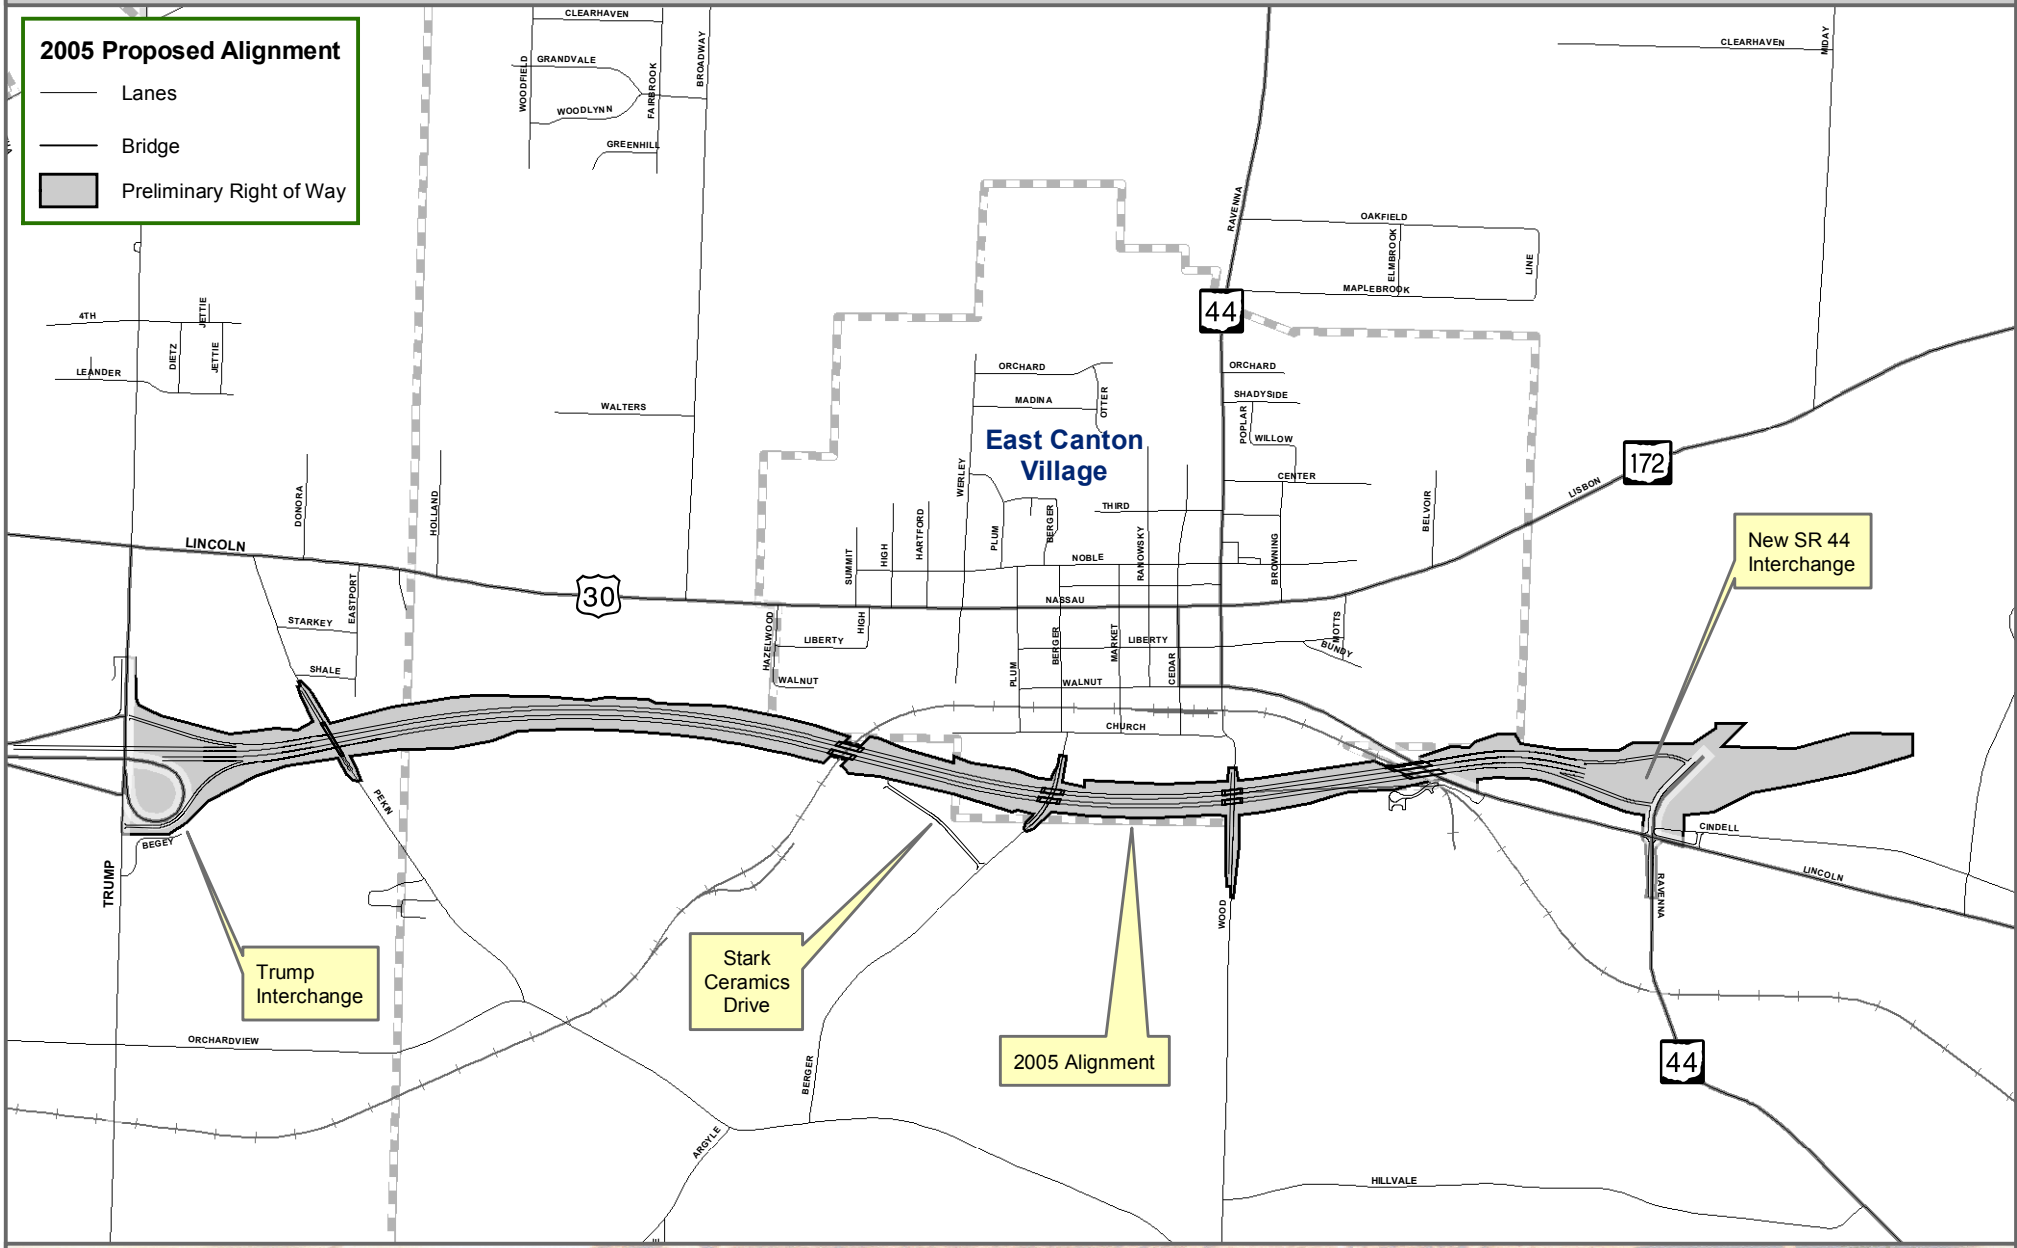 2005 Proposed Alignment
Lanes
Bridge
Preliminary Right of Way
CLEARHAVEN
GRANDVALE
WOODFIELD
FAIRBROOK
BROADWAY
WOODLYNN
GREENHILL
CLEARHAVEN
MIDAY
RAVENNA
OAKFIELD
ELMBROOK
LINE
MAPLEBROOK
44
4TH
JETTIE
DIETZ
JETTIE
LEANDER
WALTERS
ORCHARD
MADINA
OTTER
ORCHARD
SHADYSIDE
POPLAR
WILLOW
East Canton
Village
CENTER
172
LISBON
WERLEY
DONORA
HOLLAND
BELVOIR
THIRD
PLUM
BERGER
HARTFORD
HIGH
SUMMIT
NOBLE
RANOWSKY
BROWNING
LINCOLN
30
NASSAU
New SR 44
Interchange
EASTPORT
STARKEY
SHALE
HAZELWOOD
LIBERTY
HIGH
WALNUT
PLUM
BERGER
MARKET
LIBERTY
CEDAR
WALNUT
MOTTS
BUNDY
CHURCH
PEKIN
BEGEY
TRUMP
CINDELL
LINCOLN
RAVENNA
WOOD
Trump
Interchange
Stark
Ceramics
Drive
2005 Alignment
ORCHARDVIEW
BERGER
44
ARGYLE
HILLVALE